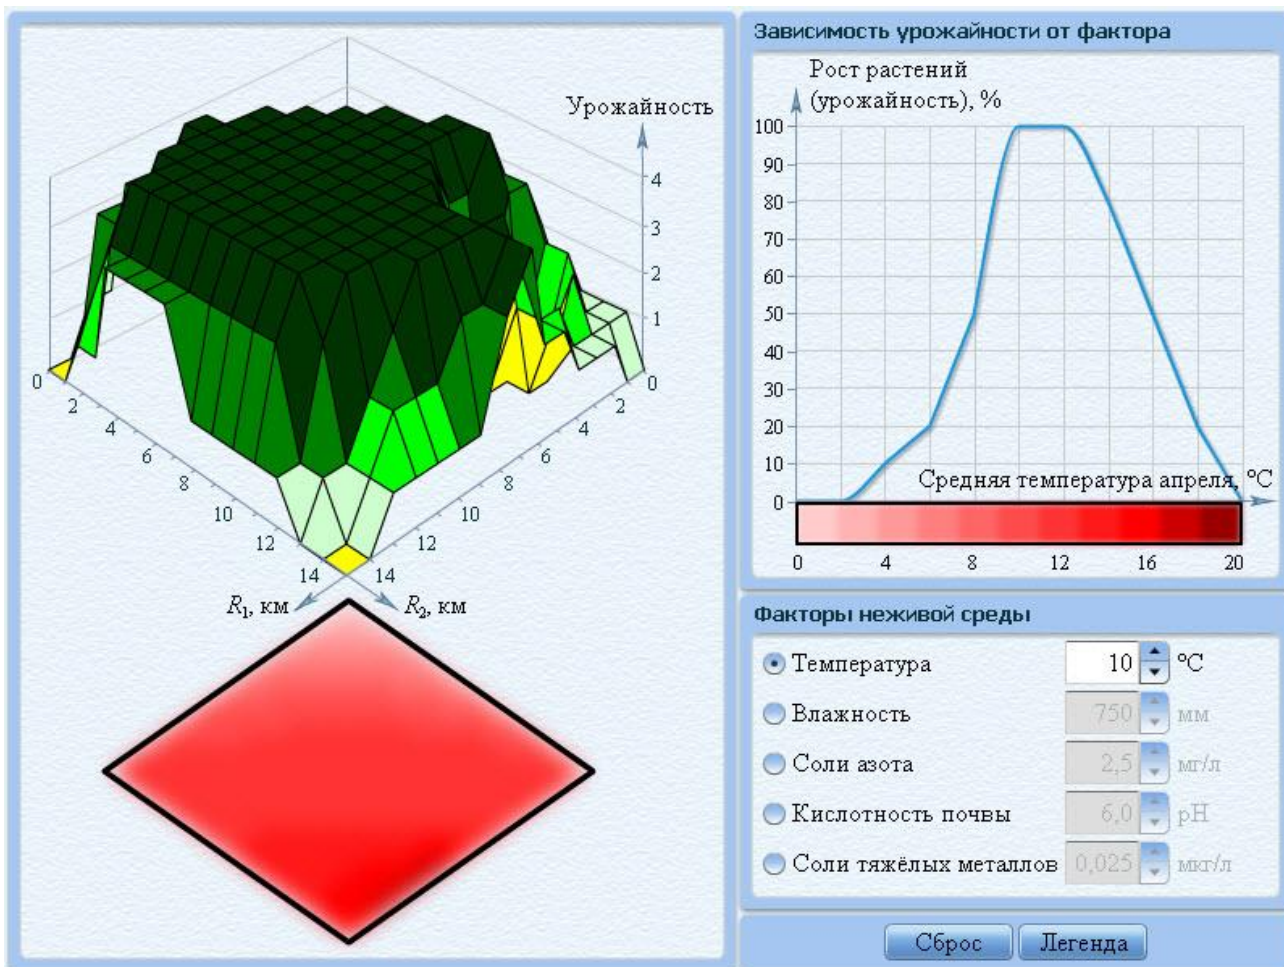 Урожайность
4
3
2
1
0
2
4
6
8
10
12
14
0
2
4
6
8
10
12
14
R₁, км
R₂, км
Зависимость урожайности от фактора
Рост растений
(урожайность), %
100
90
80
70
60
50
40
30
20
10
0
Средняя температура апреля, °C
0 4 8 12 16 20
Факторы неживой среды
Температура 10 °C
Влажность 750 мм
Соли азота 2,5 мг/л
Кислотность почвы 6,0 pH
Соли тяжёлых металлов 0,025 мкг/л
Сброс Легенда